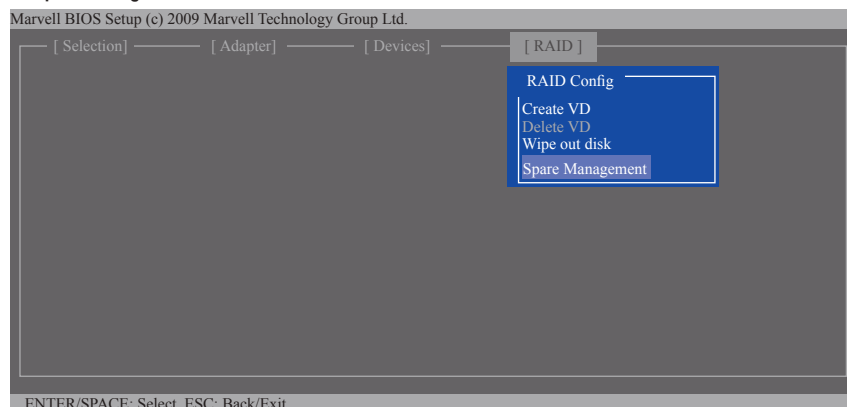 Marvell BIOS Setup (c) 2009 Marvell Technology Group Ltd.
[ Selection] [ Adapter] [ Devices] [ RAID ]
RAID Config
Create VD
Delete VD
Wipe out disk
Spare Management
ENTER/SPACE: Select, ESC: Back/Exit